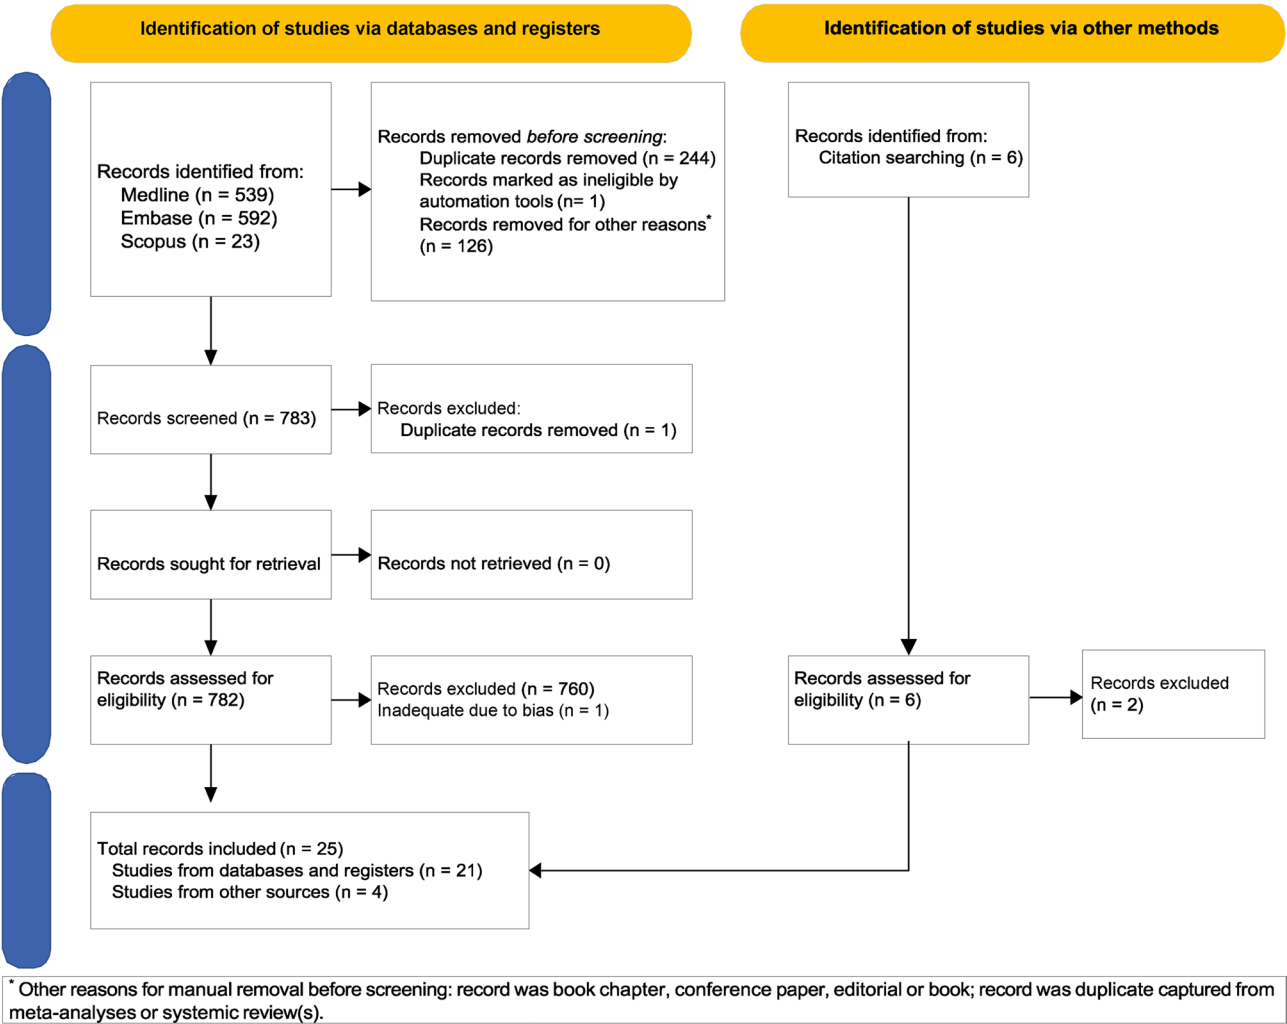 Identification of studies via databases and registers
Identification of studies via other methods
Records identified from:
Medline (n = 539)
Embase (n = 592)
Scopus (n = 23)
Records removed before screening:
Duplicate records removed (n = 244)
Records marked as ineligible by
automation tools (n= 1)
Records removed for other reasons*
(n = 126)
Records identified from:
Citation searching (n = 6)
Records screened (n = 783)
Records excluded:
Duplicate records removed (n = 1)
Records sought for retrieval
Records not retrieved (n = 0)
Records assessed for
eligibility (n = 782)
Records excluded (n = 760)
Inadequate due to bias (n = 1)
Records assessed for
eligibility (n = 6)
Records excluded
(n = 2)
Total records included (n = 25)
Studies from databases and registers (n = 21)
Studies from other sources (n = 4)
* Other reasons for manual removal before screening: record was book chapter, conference paper, editorial or book; record was duplicate captured from
meta-analyses or systemic review(s).